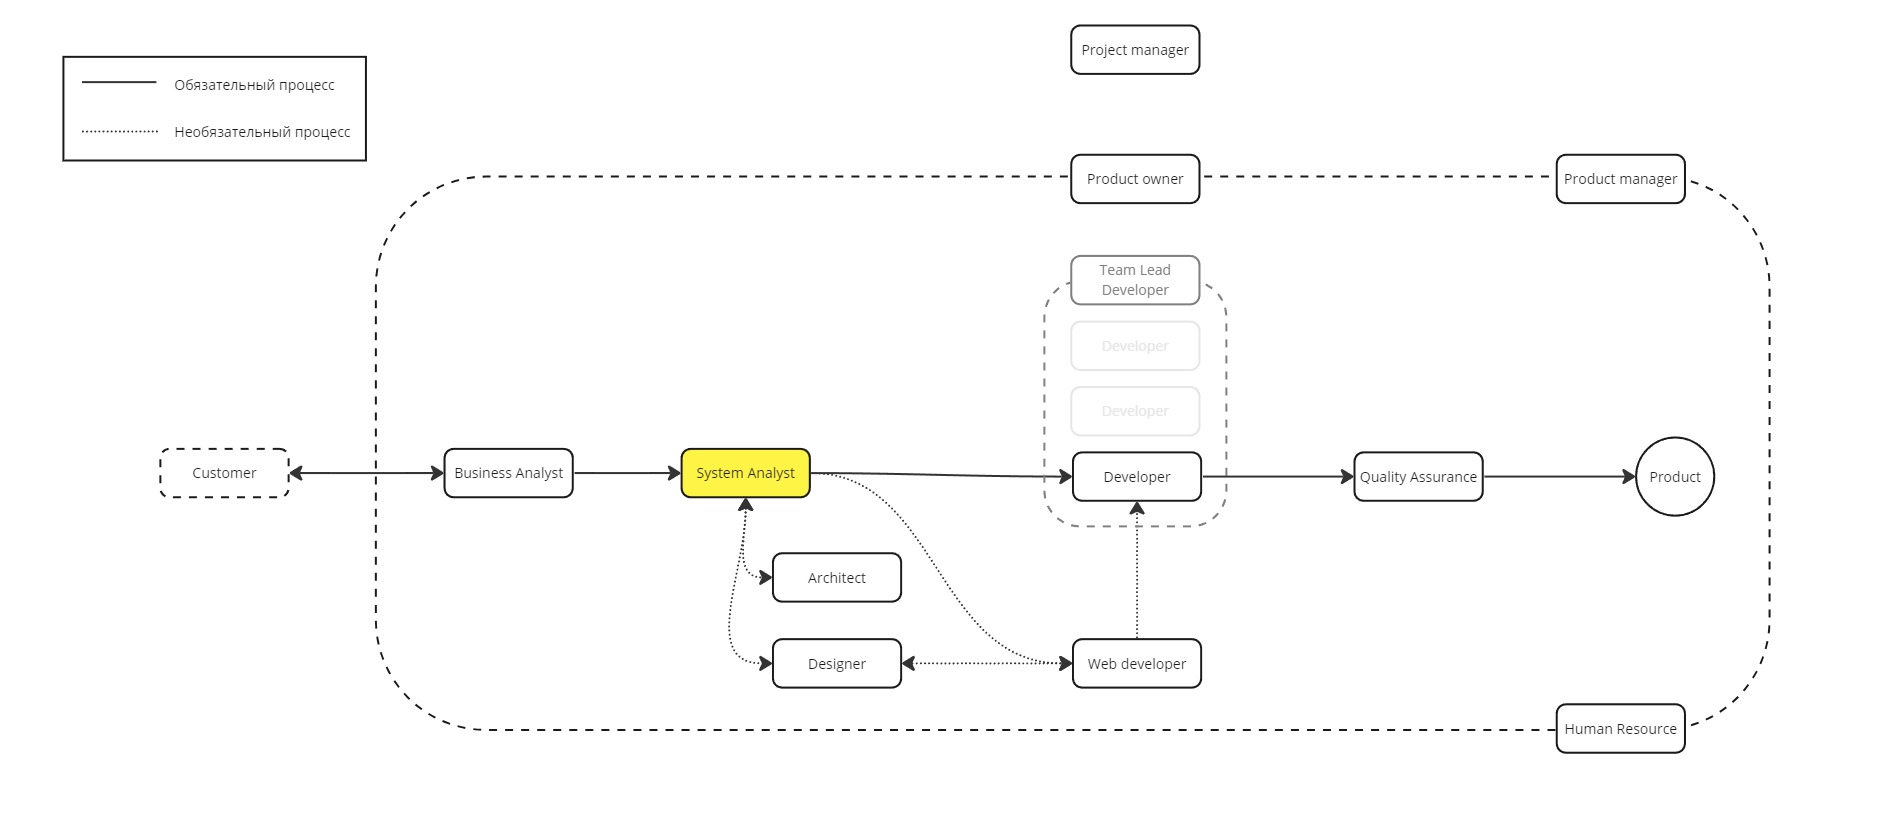 Project manager
Обязательный процесс
Необязательный процесс
Product owner
Product manager
Team Lead
Developer
Developer
Developer
Customer
Business Analyst
System Analyst
Developer
Quality Assurance
Product
Architect
Designer
Web developer
Human Resource